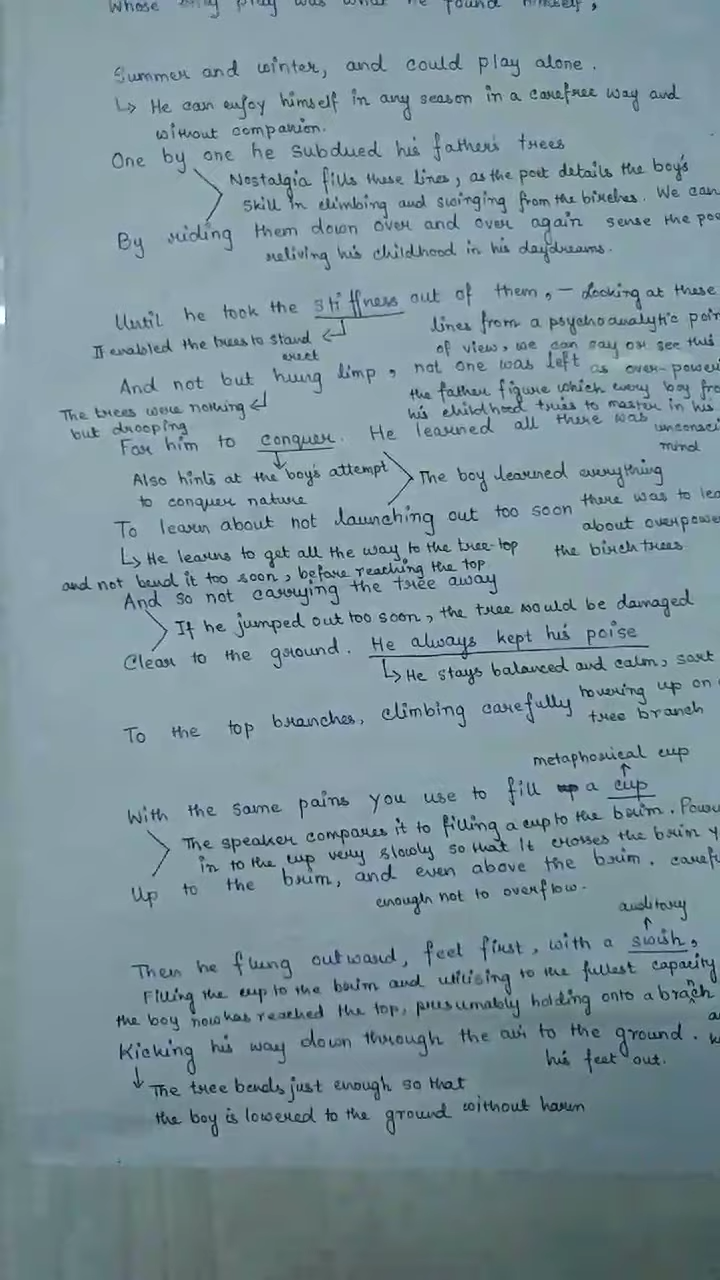 Whose only play was what he found himself,
Summer and winter, and could play alone.
↳ He can enjoy himself in any season in a carefree way and
without companion.
One by one he subdued his father's trees
Nostalgia fills these lines, as the poet details the boy's
skill in climbing and swinging from the birches. We can
By riding them down over and over again sense the
reliving his childhood in his daydreams.
Until he took the stiffness out of them, - Looking at these
If enabled the trees to stand
erect
lines from a psychoanalytic
of view, we can say or see this
And not but hung limp, not one was left as over-power
The trees were nothing
but drooping
the father figure which every boy
his childhood tries to master in his
For him to conquer. He learned all there was
mind
Also hints at the boy's attempt
to conquer nature
The boy learned everything
To learn about not launching out too soon there was to
about
↳ He learns to get all the way to the tree-top
the birch trees
and not bend it too soon, before reaching the top
And so not carrying the tree away
If he jumped out too soon, the tree would be damaged
Clear to the ground. He always kept his poise
↳ He stays balanced and calm, sort
hovering up on
To the top branches, climbing carefully tree branch
metaphorical cup
With the same pains you use to fill a cup
The speaker compares it to filling a cup to the brim.
in to the cup very slowly so that it crosses the brim
Up to the brim, and even above the brim.
enough not to overflow.
auditory
Then he flung outward, feet first, with a swish,
Filling the cup to the brim and utilising to the fullest capacity
the boy now has reached the top, presumably holding onto a branch
Kicking his way down through the air to the ground.
his feet out.
The tree bends just enough so that
the boy is lowered to the ground without harm